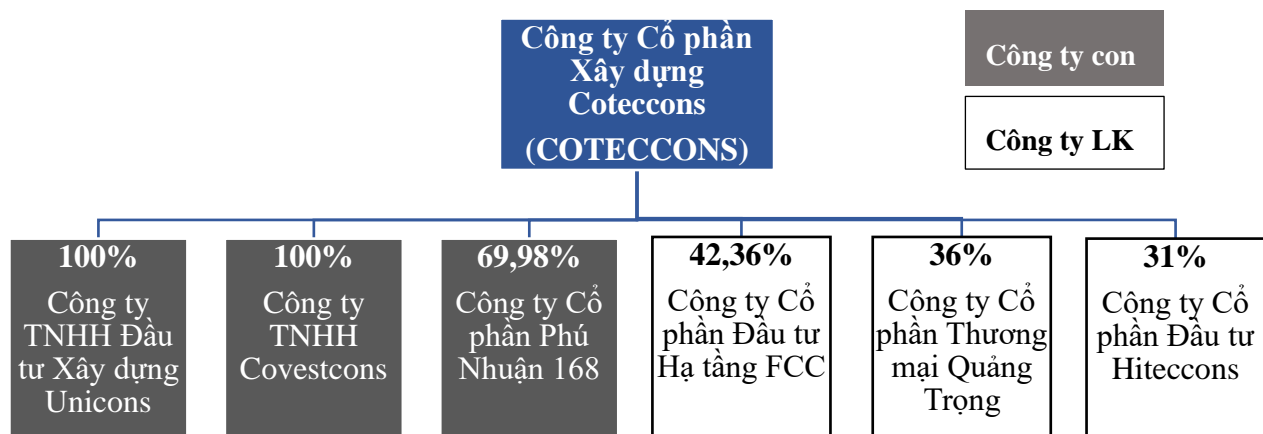 Công ty Cổ phần
Xây dựng
Coteccons
(COTECCONS)
Công ty con
Công ty LK
100%
Công ty
TNHH Đầu
tư Xây dựng
Unicons
100%
Công ty
TNHH
Covestcons
69,98%
Công ty Cổ
phần Phú
Nhuận 168
42,36%
Công ty Cổ
phần Đầu tư
Hạ tầng FCC
36%
Công ty Cổ
phần Thương
mại Quảng
Trọng
31%
Công ty Cổ
phần Đầu tư
Hiteccons